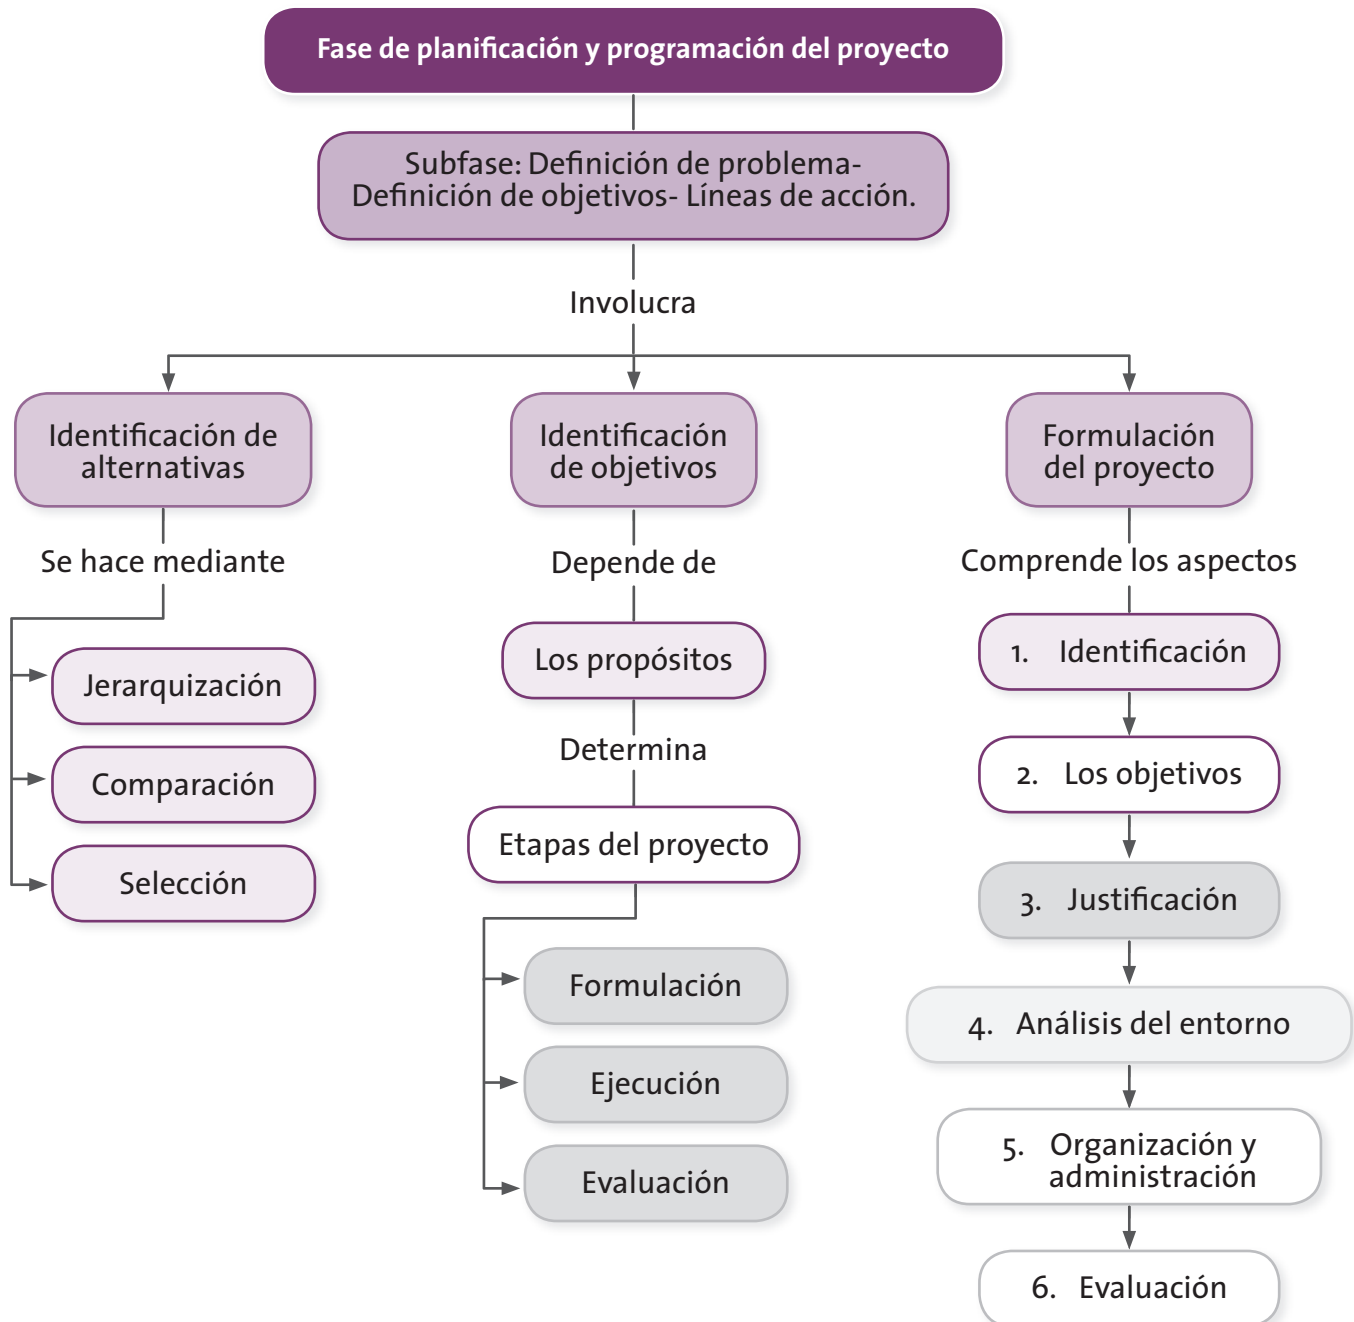 Fase de planificación y programación del proyecto
Subfase: Definición de problema-
Definición de objetivos- Líneas de acción.
Involucra
Identificación de
alternativas
Se hace mediante
Jerarquización
Comparación
Selección
Identificación
de objetivos
Depende de
Los propósitos
Determina
Etapas del proyecto
Formulación
Ejecución
Evaluación
Formulación
del proyecto
Comprende los aspectos
1. Identificación
2. Los objetivos
3. Justificación
4. Análisis del entorno
5. Organización y
administración
6. Evaluación